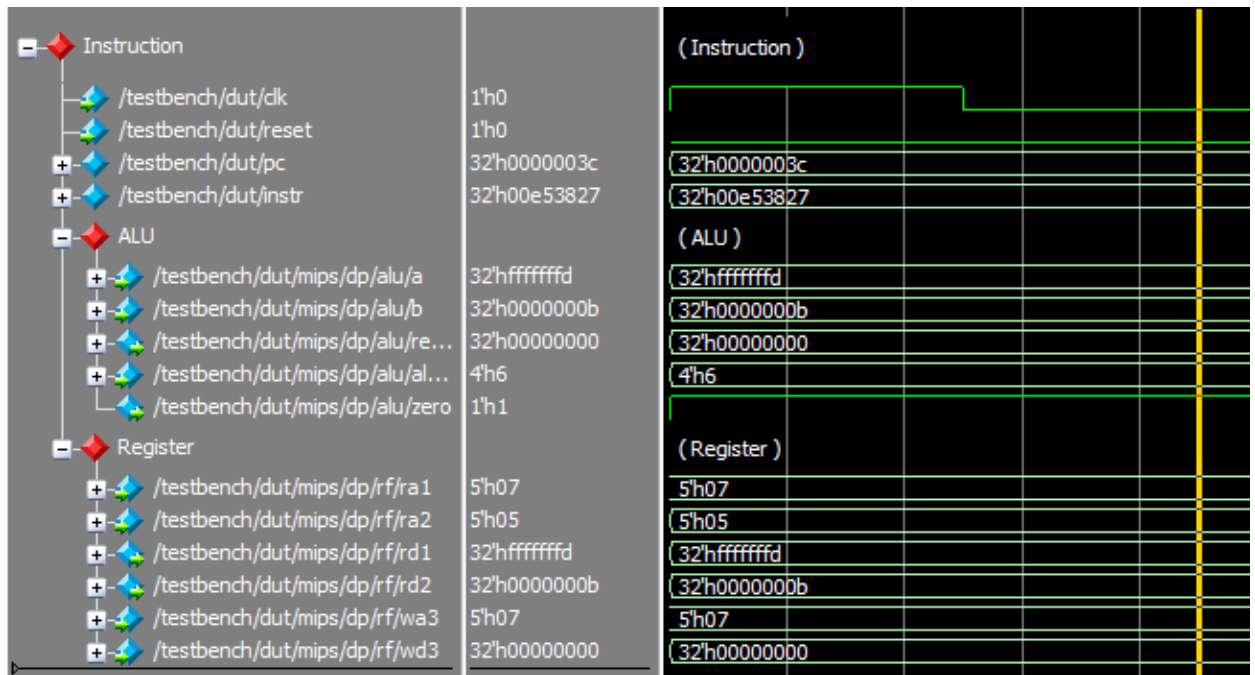 Instruction (Instruction)
/testbench/dut/clk 1'h0
/testbench/dut/reset 1'h0
/testbench/dut/pc 32'h0000003c 32'h0000003c
/testbench/dut/instr 32'h00e53827 32'h00e53827
ALU (ALU)
/testbench/dut/mips/dp/alu/a 32'hfffffffd 32'hfffffffd
/testbench/dut/mips/dp/alu/b 32'h0000000b 32'h0000000b
/testbench/dut/mips/dp/alu/re... 32'h00000000 32'h00000000
/testbench/dut/mips/dp/alu/al... 4'h6 4'h6
/testbench/dut/mips/dp/alu/zero 1'h1
Register (Register)
/testbench/dut/mips/dp/rf/ra1 5'h07 5'h07
/testbench/dut/mips/dp/rf/ra2 5'h05 5'h05
/testbench/dut/mips/dp/rf/rd1 32'hfffffffd 32'hfffffffd
/testbench/dut/mips/dp/rf/rd2 32'h0000000b 32'h0000000b
/testbench/dut/mips/dp/rf/wa3 5'h07 5'h07
/testbench/dut/mips/dp/rf/wd3 32'h00000000 32'h00000000